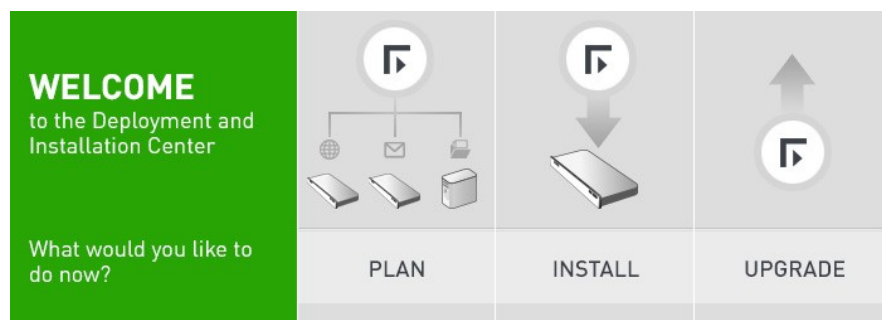 WELCOME
to the Deployment and
Installation Center
What would you like to
do now?
PLAN
INSTALL
UPGRADE